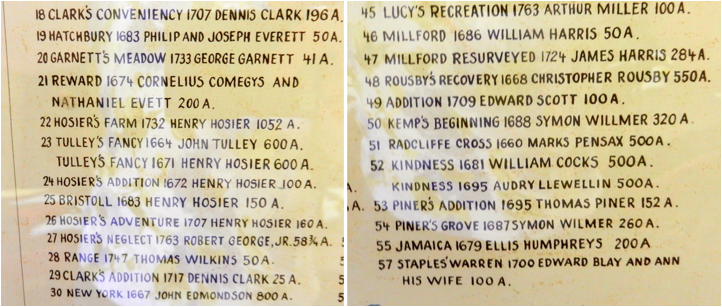 18 CLARK'S CONVENIENCY 1707 DENNIS CLARK 196 A.
19 HATCHBURY 1683 PHILIP AND JOSEPH EVERETT 50 A.
20 GARNETT'S MEADOW 1733 GEORGE GARNETT 41 A.
21 REWARD 1674 CORNELIUS COMEGYS AND
NATHANIEL EVETT 200 A.
22 HOSIER'S FARM 1732 HENRY HOSIER 1052 A.
23 TULLEY'S FANCY 1664 JOHN TULLEY 600 A.
TULLEY'S FANCY 1671 HENRY HOSIER 600 A.
24 HOSIER'S ADDITION 1672 HENRY HOSIER 100 A.
25 BRISTOLL 1683 HENRY HOSIER 150 A.
26 HOSIER'S ADVENTURE 1707 HENRY HOSIER 160 A.
27 HOSIER'S NEGLECT 1763 ROBERT GEORGE, JR. 58¾ A.
28 RANGE 1747 THOMAS WILKINS 50 A.
29 CLARK'S ADDITION 1717 DENNIS CLARK 25 A.
30 NEW YORK 1667 JOHN EDMONDSON 800 A.
45 LUCY'S RECREATION 1763 ARTHUR MILLER 100 A.
46 MILLFORD 1686 WILLIAM HARRIS 50 A.
47 MILLFORD RESURVEYED 1724 JAMES HARRIS 284 A.
48 ROUSBY'S RECOVERY 1668 CHRISTOPHER ROUSBY 550 A.
49 ADDITION 1709 EDWARD SCOTT 100 A.
50 KEMP'S BEGINNING 1688 SYMON WILLMER 320 A.
51 RADCLIFFE CROSS 1660 MARKS PENSAX 500 A.
52 KINDNESS 1681 WILLIAM COCKS 500 A.
KINDNESS 1695 AUDRY LLEWELLIN 500 A.
53 PINER'S ADDITION 1695 THOMAS PINER 152 A.
54 PINER'S GROVE 1687 SYMON WILMER 260 A.
55 JAMAICA 1679 ELLIS HUMPHREYS 200 A
57 STAPLES' WARREN 1700 EDWARD BLAY AND ANN
HIS WIFE 100 A.